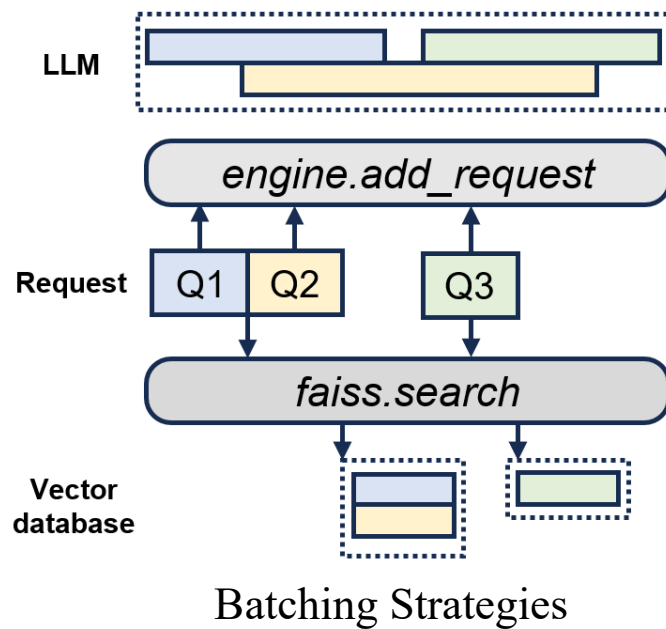 LLM
engine.add_request
Request
Q1
Q2
Q3
faiss.search
Vector
database
Batching Strategies